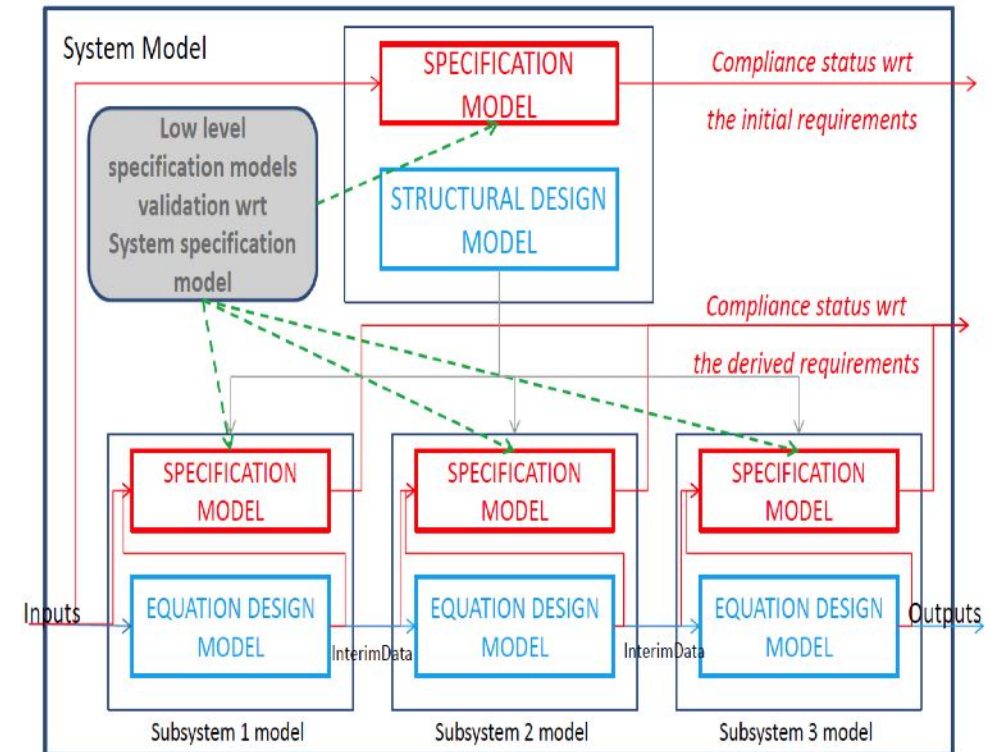 System Model
SPECIFICATION
MODEL
Compliance status wrt
the initial requirements
Low level
specification models
validation wrt
System specification
model
STRUCTURAL DESIGN
MODEL
Compliance status wrt
the derived requirements
SPECIFICATION
MODEL
SPECIFICATION
MODEL
SPECIFICATION
MODEL
Inputs
EQUATION DESIGN
MODEL
InterimData
EQUATION DESIGN
MODEL
InterimData
EQUATION DESIGN
MODEL
Outputs
Subsystem 1 model
Subsystem 2 model
Subsystem 3 model